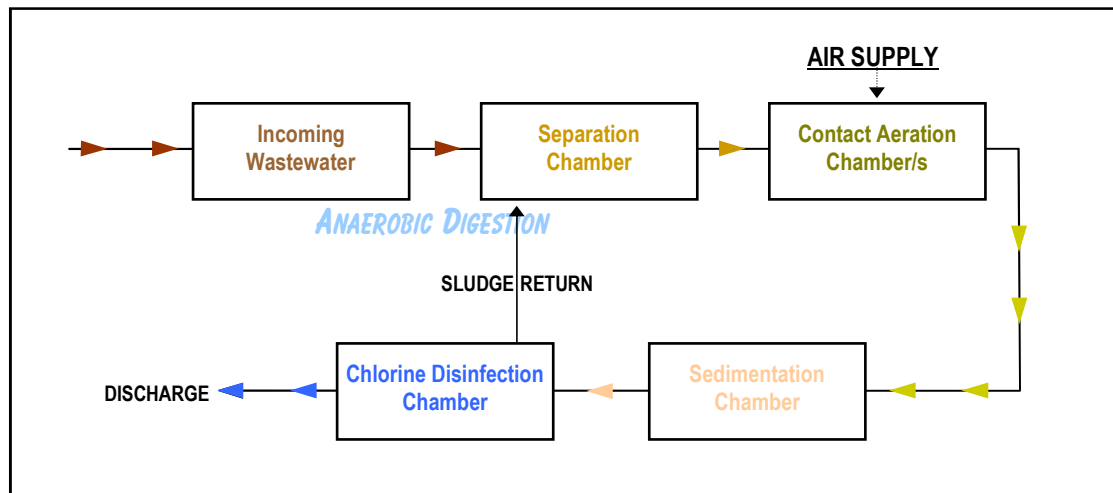 AIR SUPPLY
Incoming
Wastewater
Separation
Chamber
Contact Aeration
Chamber/s
ANAEROBIC DIGESTION
SLUDGE RETURN
DISCHARGE
Chlorine Disinfection
Chamber
Sedimentation
Chamber